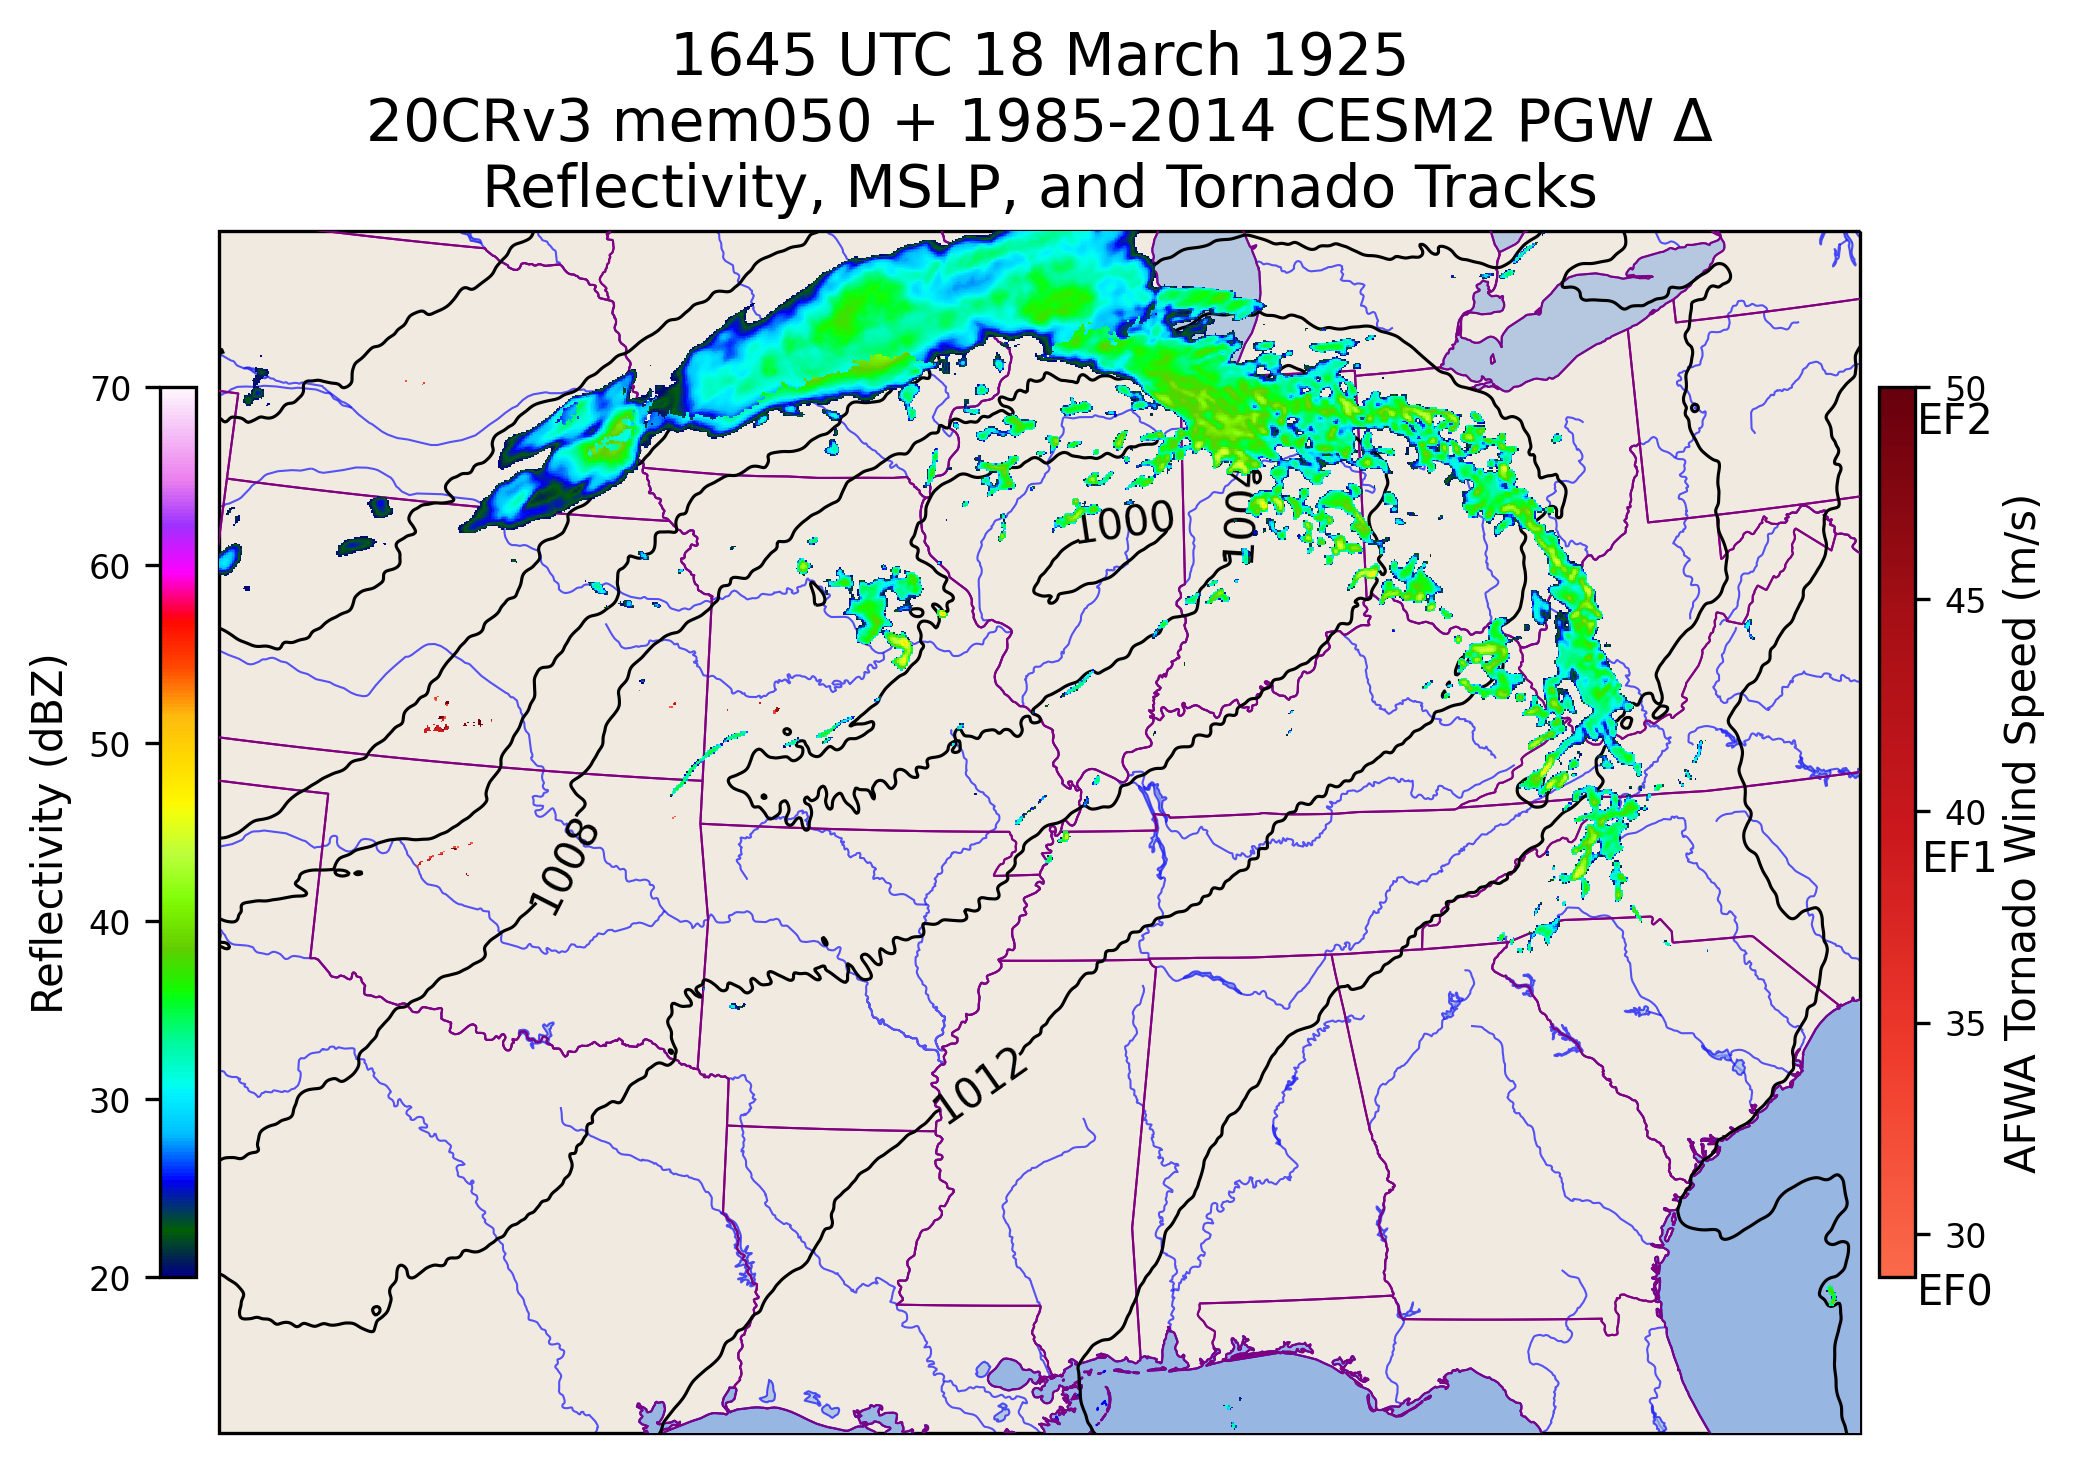 1645 UTC 18 March 1925
20CRv3 mem050 + 1985-2014 CESM2 PGW Δ
Reflectivity, MSLP, and Tornado Tracks
70
60
50
40
30
20
Reflectivity (dBZ)
1000
1004
1008
1012
50
EF2
45
40
EF1
35
30
EF0
AFWA Tornado Wind Speed (m/s)